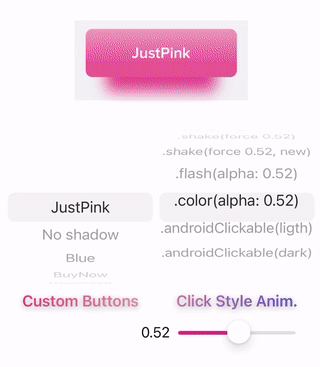 JustPink
.shake(force 0.52)
.shake(force 0.52, new)
.flash(alpha: 0.52)
JustPink
.color(alpha: 0.52)
No shadow
.androidClickable(ligth)
Blue
.androidClickable(dark)
BuyNow
Custom Buttons
Click Style Anim.
0.52